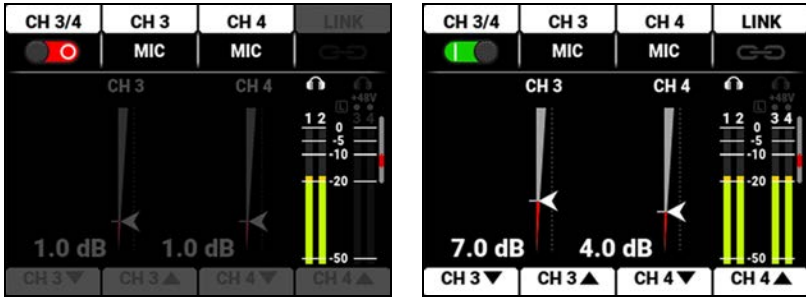 CH 3/4 CH 3 CH 4 LINK
MIC MIC
CH 3 CH 4
L +48V
1 2 3 4
0
-5
-10
-20
1.0 dB 1.0 dB
-50
CH 3▼ CH 3▲ CH 4▼ CH 4▲
CH 3/4 CH 3 CH 4 LINK
MIC MIC
CH 3 CH 4
L +48V
1 2 3 4
0
-5
-10
-20
7.0 dB 4.0 dB
-50
CH 3▼ CH 3▲ CH 4▼ CH 4▲